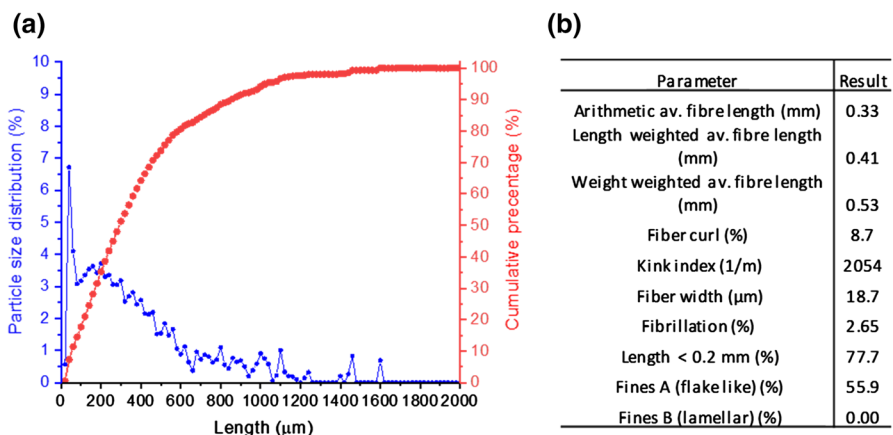 (a)
(b)
10
9
8
7
6
5
4
3
2
1
0
Particle size distribution (%)
100
90
80
70
60
50
40
30
20
10
0
Cumulative precentage (%)
0 200 400 600 800 1000 1200 1400 1600 1800 2000
Length (µm)
Parameter Result
Arithmetic av. fibre length (mm) 0.33
Length weighted av. fibre length
(mm) 0.41
Weight weighted av. fibre length
(mm) 0.53
Fiber curl (%) 8.7
Kink index (1/m) 2054
Fiber width (µm) 18.7
Fibrillation (%) 2.65
Length < 0.2 mm (%) 77.7
Fines A (flake like) (%) 55.9
Fines B (lamellar) (%) 0.00